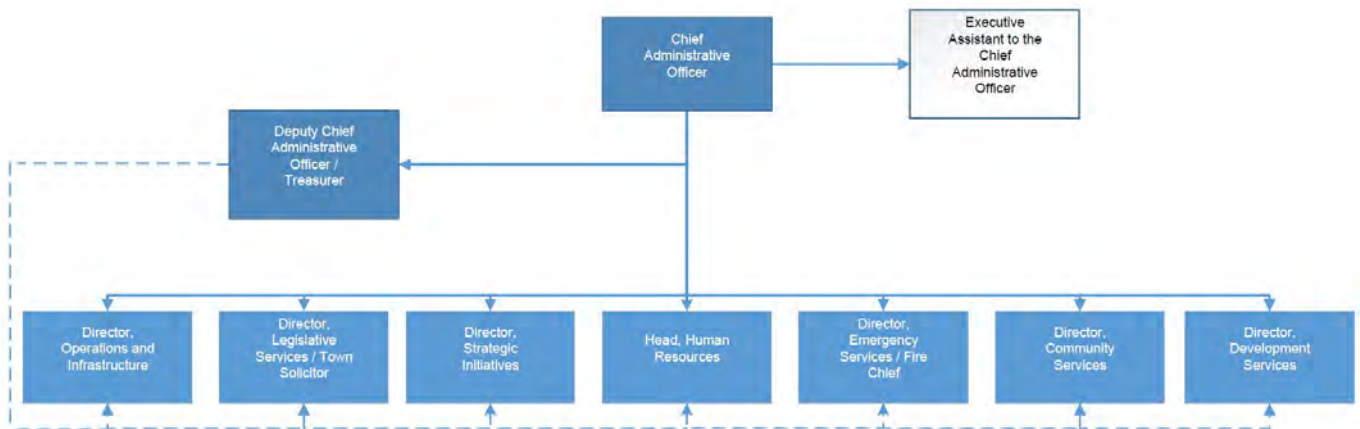 Chief
Administrative
Officer
Executive
Assistant to the
Chief
Administrative
Officer
Deputy Chief
Administrative
Officer /
Treasurer
Director,
Operations and
Infrastructure
Director,
Legislative
Services / Town
Solicitor
Director,
Strategic
Initiatives
Head, Human
Resources
Director,
Emergency
Services / Fire
Chief
Director,
Community
Services
Director,
Development
Services